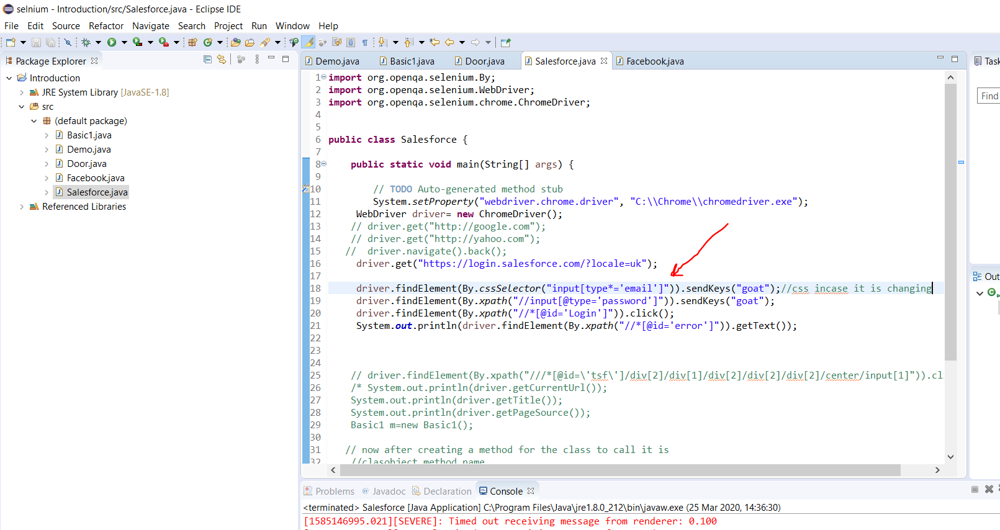 selnium - Introduction/src/Salesforce.java - Eclipse IDE
File Edit Source Refactor Navigate Search Project Run Window Help
Package Explorer
Introduction
JRE System Library [JavaSE-1.8]
src
(default package)
Basic1.java
Demo.java
Door.java
Facebook.java
Salesforce.java
Referenced Libraries
Demo.java Basic1.java Door.java Salesforce.java Facebook.java
1 import org.openqa.selenium.By;
2 import org.openqa.selenium.WebDriver;
3 import org.openqa.selenium.chrome.ChromeDriver;
4
5
6 public class Salesforce {
7
8 public static void main(String[] args) {
9
10 // TODO Auto-generated method stub
11 System.setProperty("webdriver.chrome.driver", "C:\\Chrome\\chromedriver.exe");
12 WebDriver driver= new ChromeDriver();
13 // driver.get("http://google.com");
14 // driver.get("http://yahoo.com");
15 // driver.navigate().back();
16 driver.get("https://login.salesforce.com/?locale=uk");
17
18 driver.findElement(By.cssSelector("input[type*='email']")).sendKeys("goat");//css incase it is changing
19 driver.findElement(By.xpath("//input[@type='password']")).sendKeys("goat");
20 driver.findElement(By.xpath("//*[@id='Login']")).click();
21 System.out.println(driver.findElement(By.xpath("//*[@id='error']")).getText());
22
23
24
25 // driver.findElement(By.xpath("///*[@id=\'tsf\']/div[2]/div[1]/div[2]/div[2]/div[2]/center/input[1]")).cl
26 /* System.out.println(driver.getCurrentUrl());
27 System.out.println(driver.getTitle());
28 System.out.println(driver.getPageSource());
29 Basic1 m=new Basic1();
30
31 // now after creating a method for the class to call it is
32 //clasobject.method name
Task
Find
Out
Problems @ Javadoc Declaration Console
<terminated> Salesforce [Java Application] C:\Program Files\Java\jre1.8.0_212\bin\javaw.exe (25 Mar 2020, 14:36:30)
[1585146995.021][SEVERE]: Timed out receiving message from renderer: 0.100